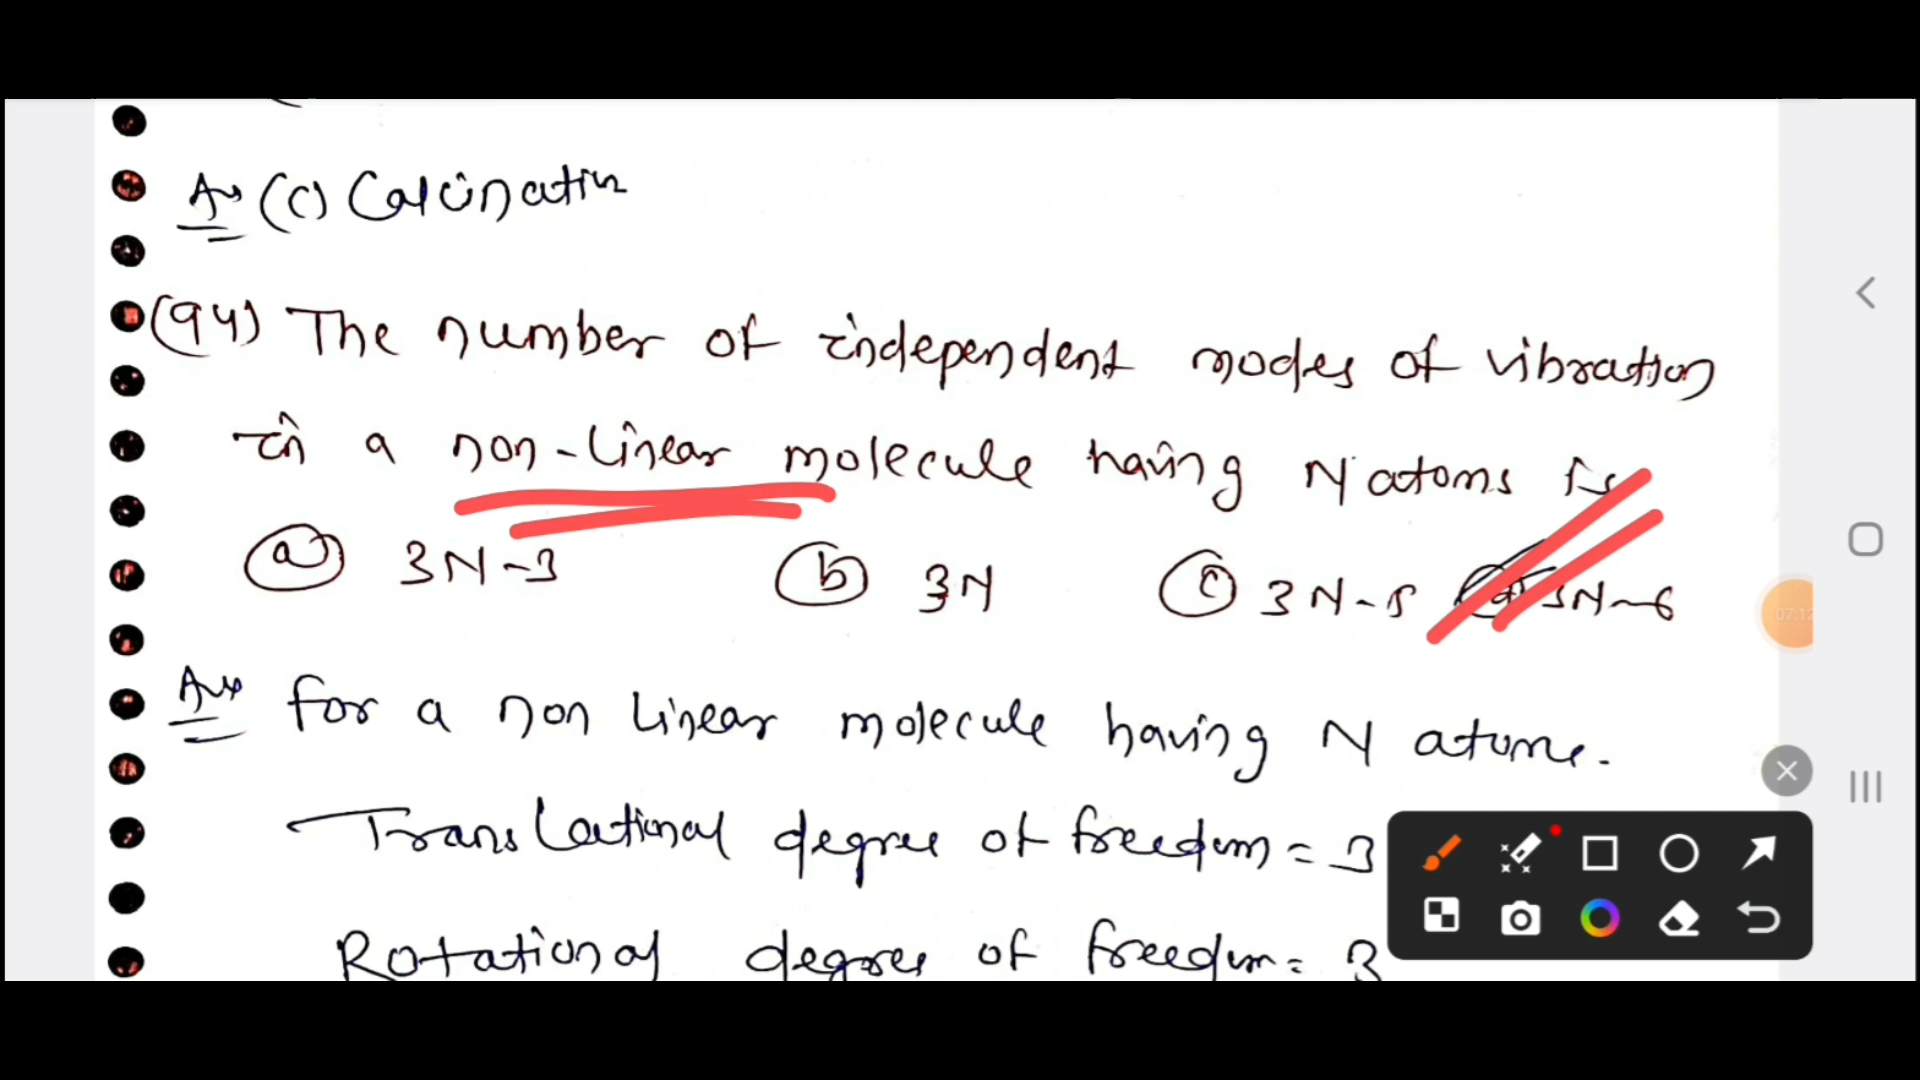 Ans (c) Calcination
(94) The number of independent modes of vibration
in a non-linear molecule having N atoms is
(a) 3N-3 (b) 3N (c) 3N-5 (d) 3N-6
Ans for a non linear molecule having N atoms.
Translational degree of freedom = 3
Rotational degree of freedom = 3
07:12